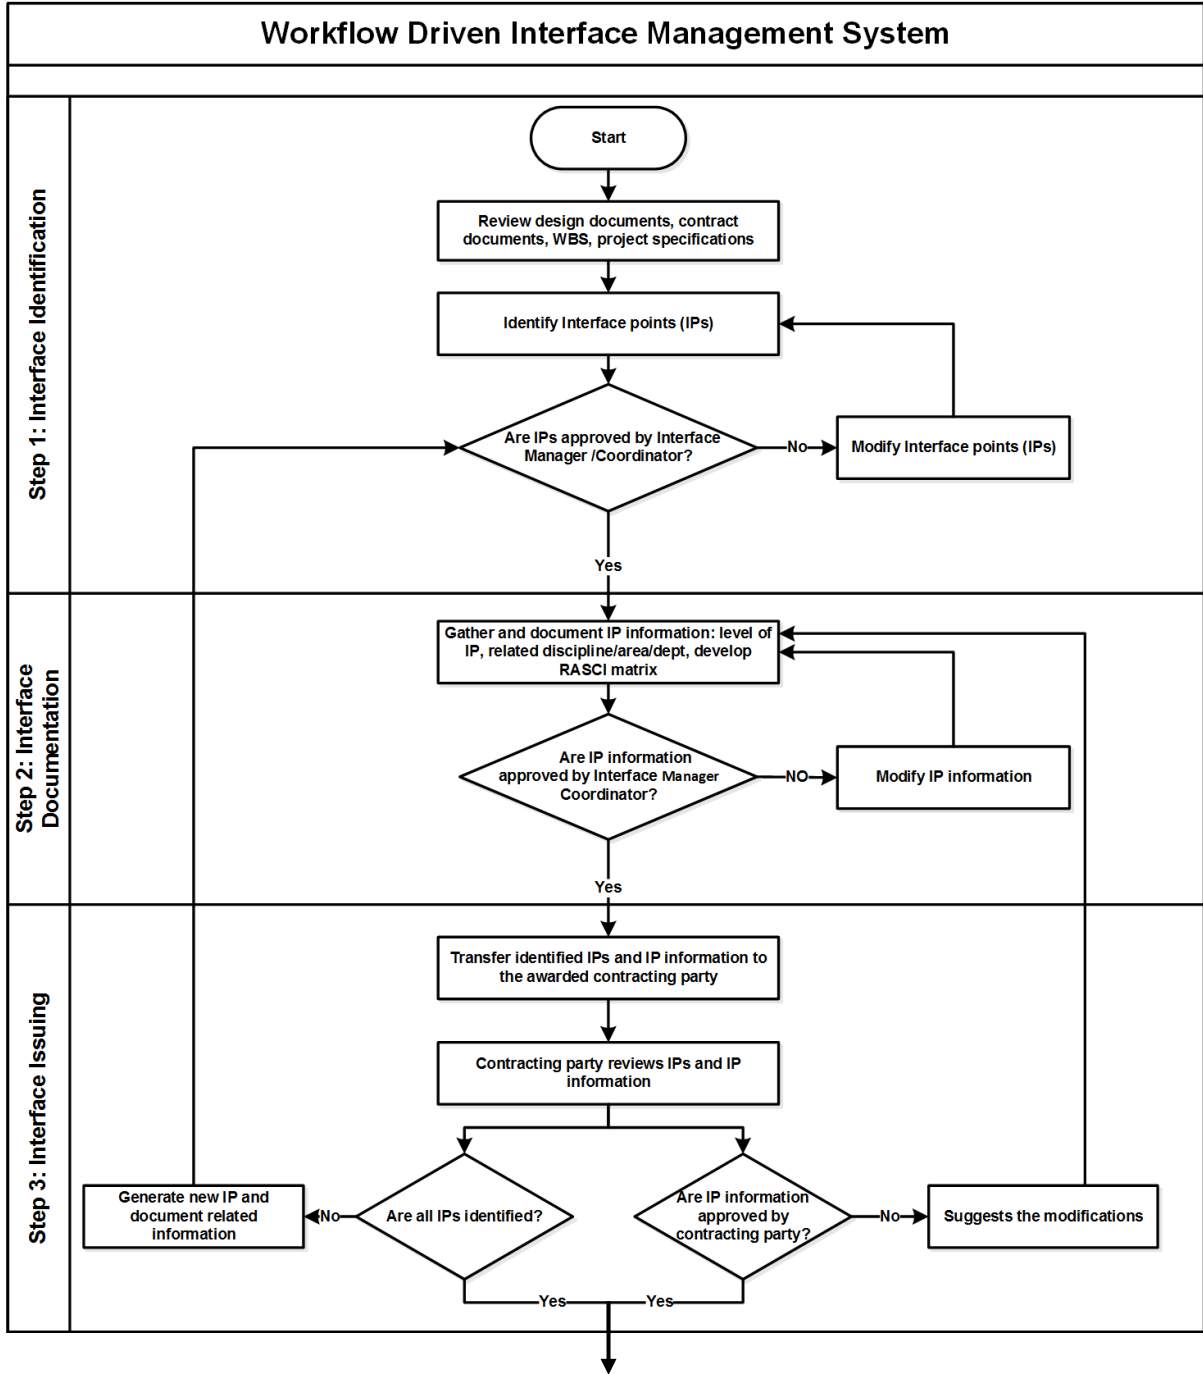 Workflow Driven Interface Management System
Step 1: Interface Identification
Start
Review design documents, contract
documents, WBS, project specifications
Identify Interface points (IPs)
Are IPs approved by Interface
Manager /Coordinator?
No
Modify Interface points (IPs)
Yes
Step 2: Interface
Documentation
Gather and document IP information: level of
IP, related discipline/area/dept, develop
RASCI matrix
Are IP information
approved by Interface Manager
Coordinator?
NO
Modify IP information
Yes
Step 3: Interface Issuing
Transfer identified IPs and IP information to
the awarded contracting party
Contracting party reviews IPs and IP
information
Generate new IP and
document related
information
No
Are all IPs identified?
Are IP information
approved by
contracting party?
No
Suggests the modifications
Yes
Yes